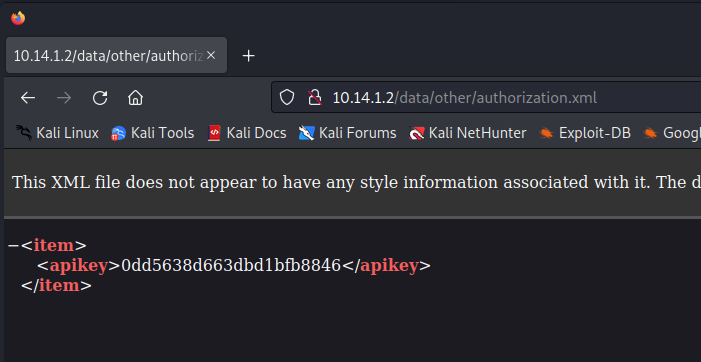 10.14.1.2/data/other/authoriz
10.14.1.2/data/other/authorization.xml
Kali Linux Kali Tools Kali Docs Kali Forums Kali NetHunter Exploit-DB Goog
This XML file does not appear to have any style information associated with it. The d
−<item>
<apikey>0dd5638d663dbd1bfb8846</apikey>
</item>